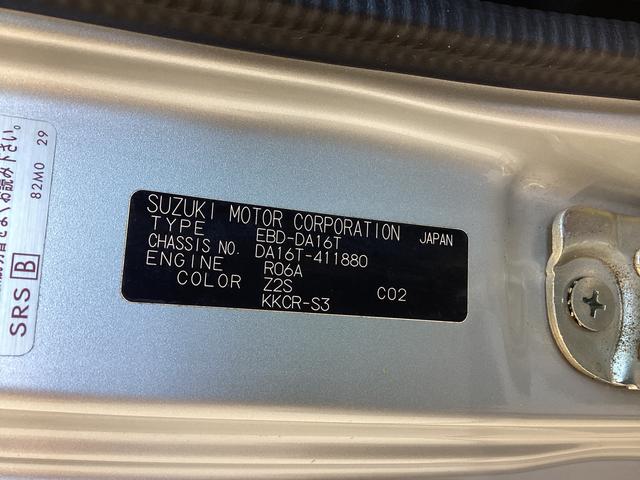 SUZUKI MOTOR CORPORATION JAPAN
TYPE EBD-DA16T
CHASSIS NO. DA16T-411880
ENGINE R06A
COLOR Z2S C02
KKCR-S3
82M0 29
SRS B